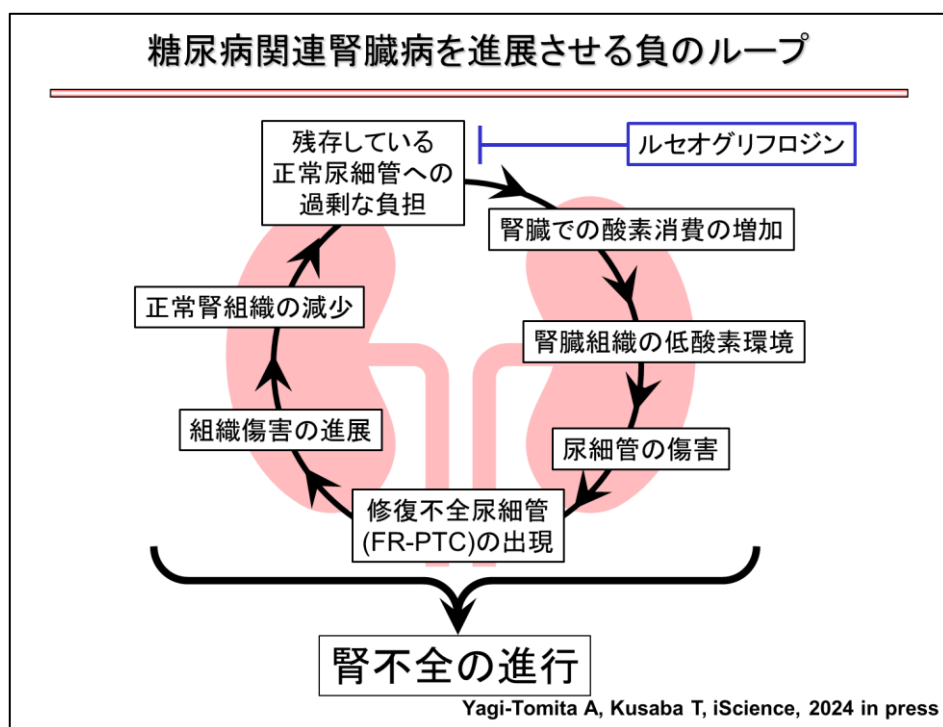 糖尿病関連腎臓病を進展させる負のループ
残存している
正常尿細管への
過剰な負担
ルセオグリフロジン
腎臓での酸素消費の増加
腎臓組織の低酸素環境
尿細管の傷害
修復不全尿細管
(FR-PTC)の出現
組織傷害の進展
正常腎組織の減少
腎不全の進行
Yagi-Tomita A, Kusaba T, iScience, 2024 in press